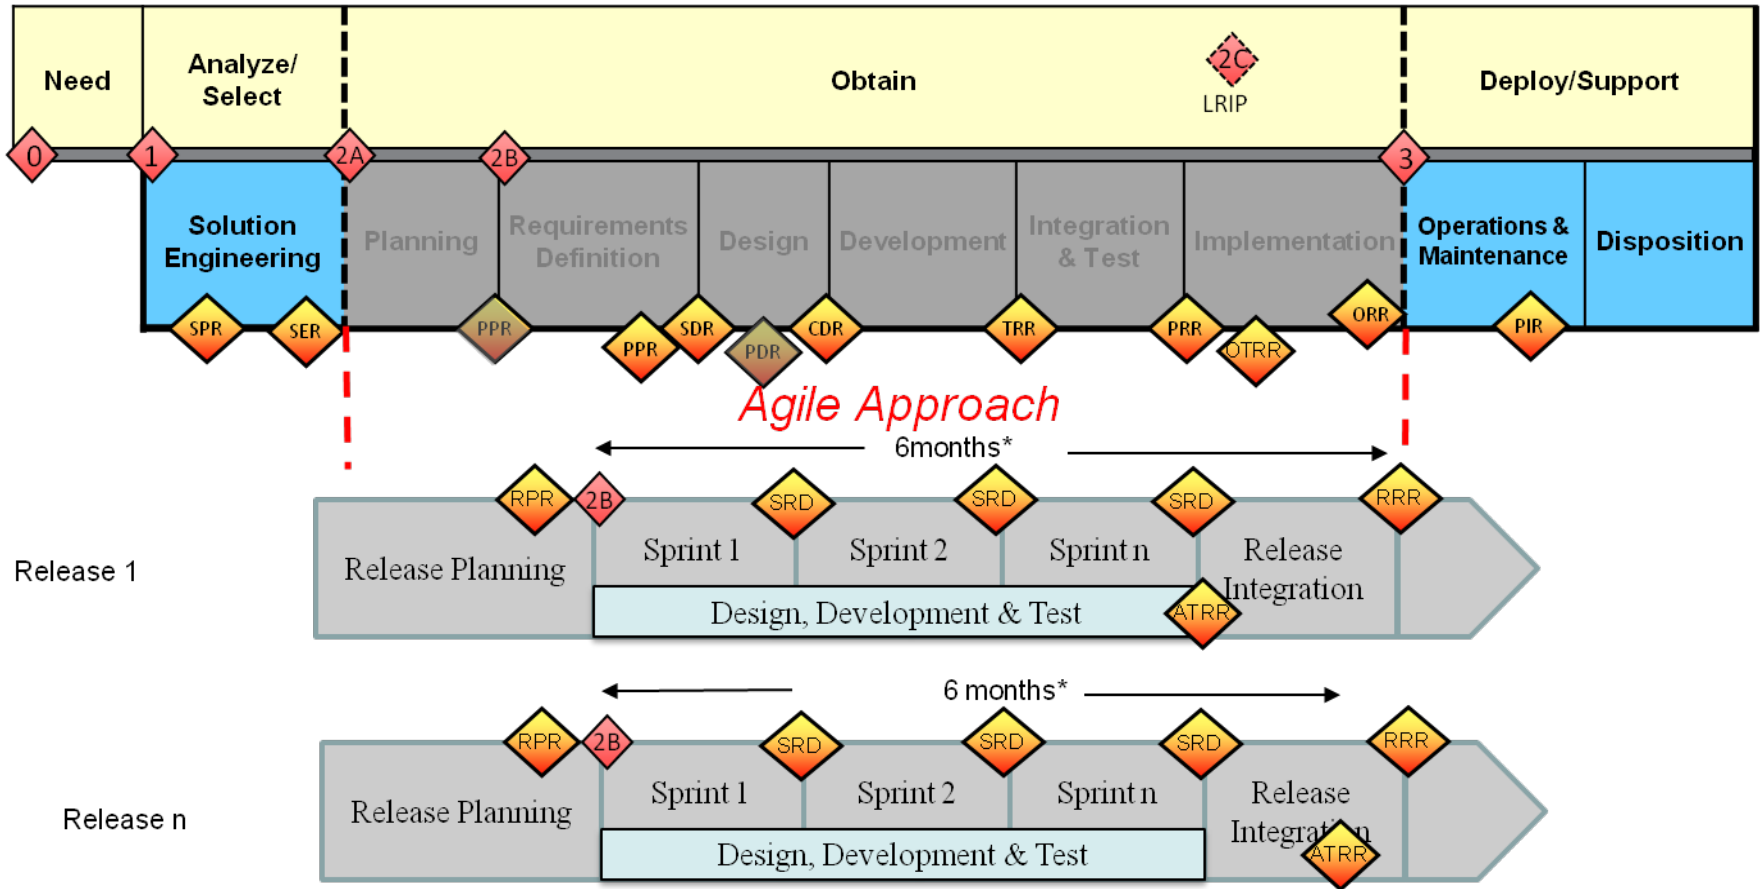 Need
Analyze/
Select
Obtain
2C
LRIP
Deploy/Support
0
1
2A
2B
3
Solution
Engineering
Planning
Requirements
Definition
Design
Development
Integration
& Test
Implementation
Operations &
Maintenance
Disposition
SPR
SER
PPR
PPR
SDR
PDR
CDR
TRR
PRR
OTRR
ORR
PIR
Agile Approach
6months*
RPR
2B
SRD
SRD
SRD
RRR
Release 1
Release Planning
Sprint 1
Sprint 2
Sprint n
Release
Integration
Design, Development & Test
ATRR
6 months*
RPR
2B
SRD
SRD
SRD
RRR
Release n
Release Planning
Sprint 1
Sprint 2
Sprint n
Release
Integration
Design, Development & Test
ATRR